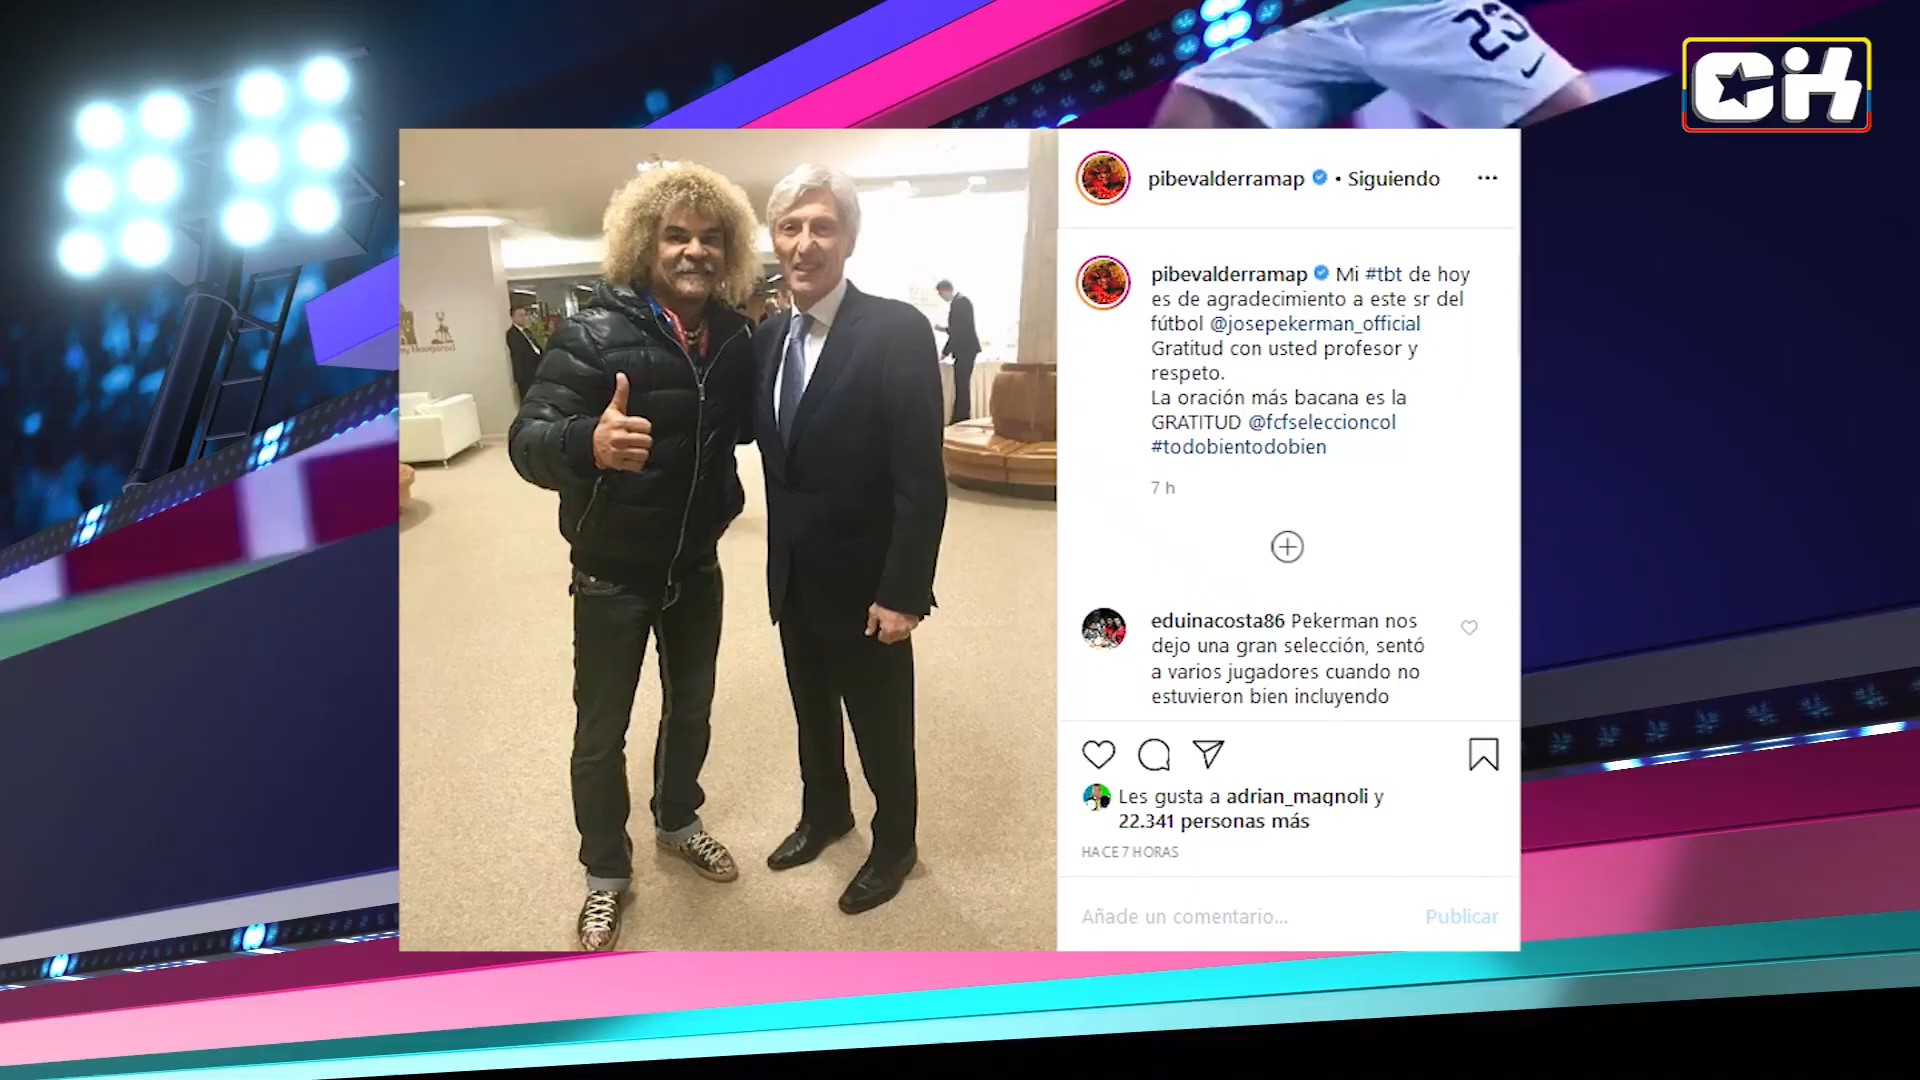 23
CiH
pibevalderramap • Siguiendo
pibevalderramap Mi #tbt de hoy
es de agradecimiento a este sr del
fútbol @josepekerman_official
Gratitud con usted profesor y
respeto.
La oración más bacana es la
GRATITUD @fcfseleccioncol
#todobientodobien
7 h
eduinacosta86 Pekerman nos
dejo una gran selección, sentó
a varios jugadores cuando no
estuvieron bien incluyendo
Les gusta a adrian_magnoli y
22.341 personas más
HACE 7 HORAS
Añade un comentario... Publicar